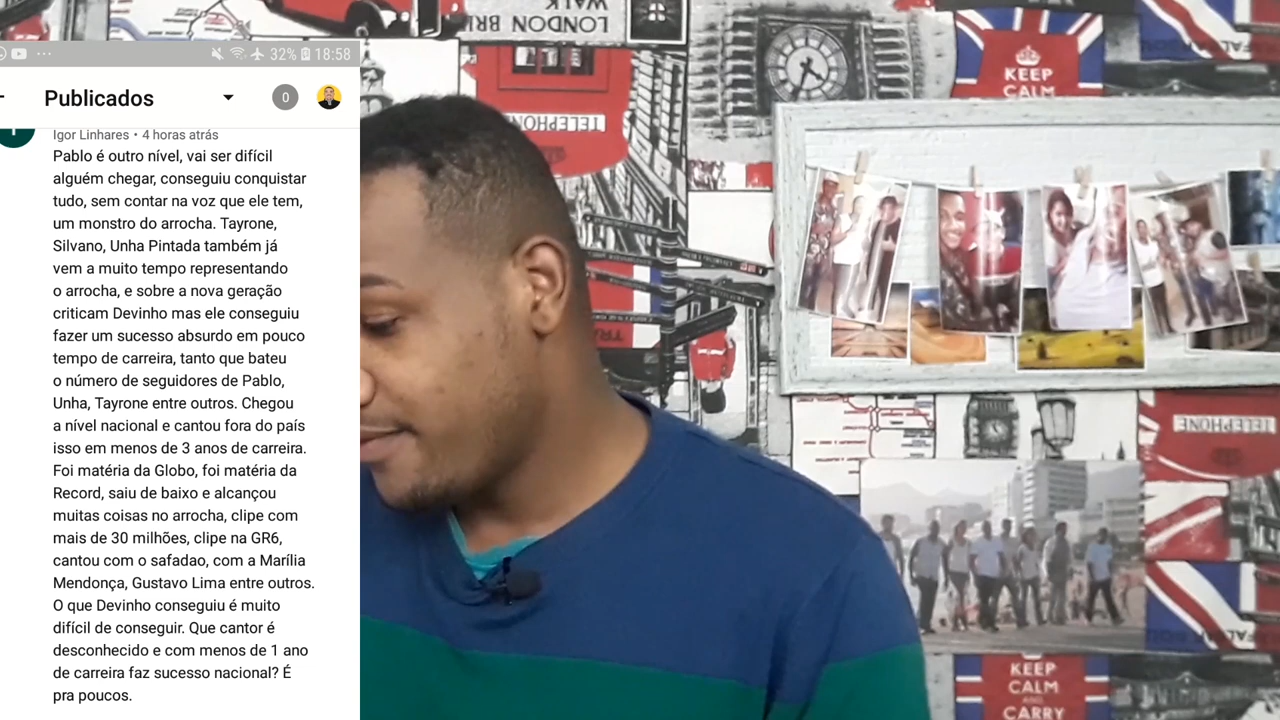 32% 18:58
Publicados
0
Igor Linhares • 4 horas atrás
Pablo é outro nível, vai ser difícil
alguém chegar, conseguiu conquistar
tudo, sem contar na voz que ele tem,
um monstro do arrocha. Tayrone,
Silvano, Unha Pintada também já
vem a muito tempo representando
o arrocha, e sobre a nova geração
criticam Devinho mas ele conseguiu
fazer um sucesso absurdo em pouco
tempo de carreira, tanto que bateu
o número de seguidores de Pablo,
Unha, Tayrone entre outros. Chegou
a nível nacional e cantou fora do país
isso em menos de 3 anos de carreira.
Foi matéria da Globo, foi matéria da
Record, saiu de baixo e alcançou
muitas coisas no arrocha, clipe com
mais de 30 milhões, clipe na GR6,
cantou com o safadao, com a Marília
Mendonça, Gustavo Lima entre outros.
O que Devinho conseguiu é muito
difícil de conseguir. Que cantor é
desconhecido e com menos de 1 ano
de carreira faz sucesso nacional? É
pra poucos.
WALK
LONDON BRI
TELEPHONE
KEEP
CALM
TELEPHONE
KEEP
CALM
AND
CARRY